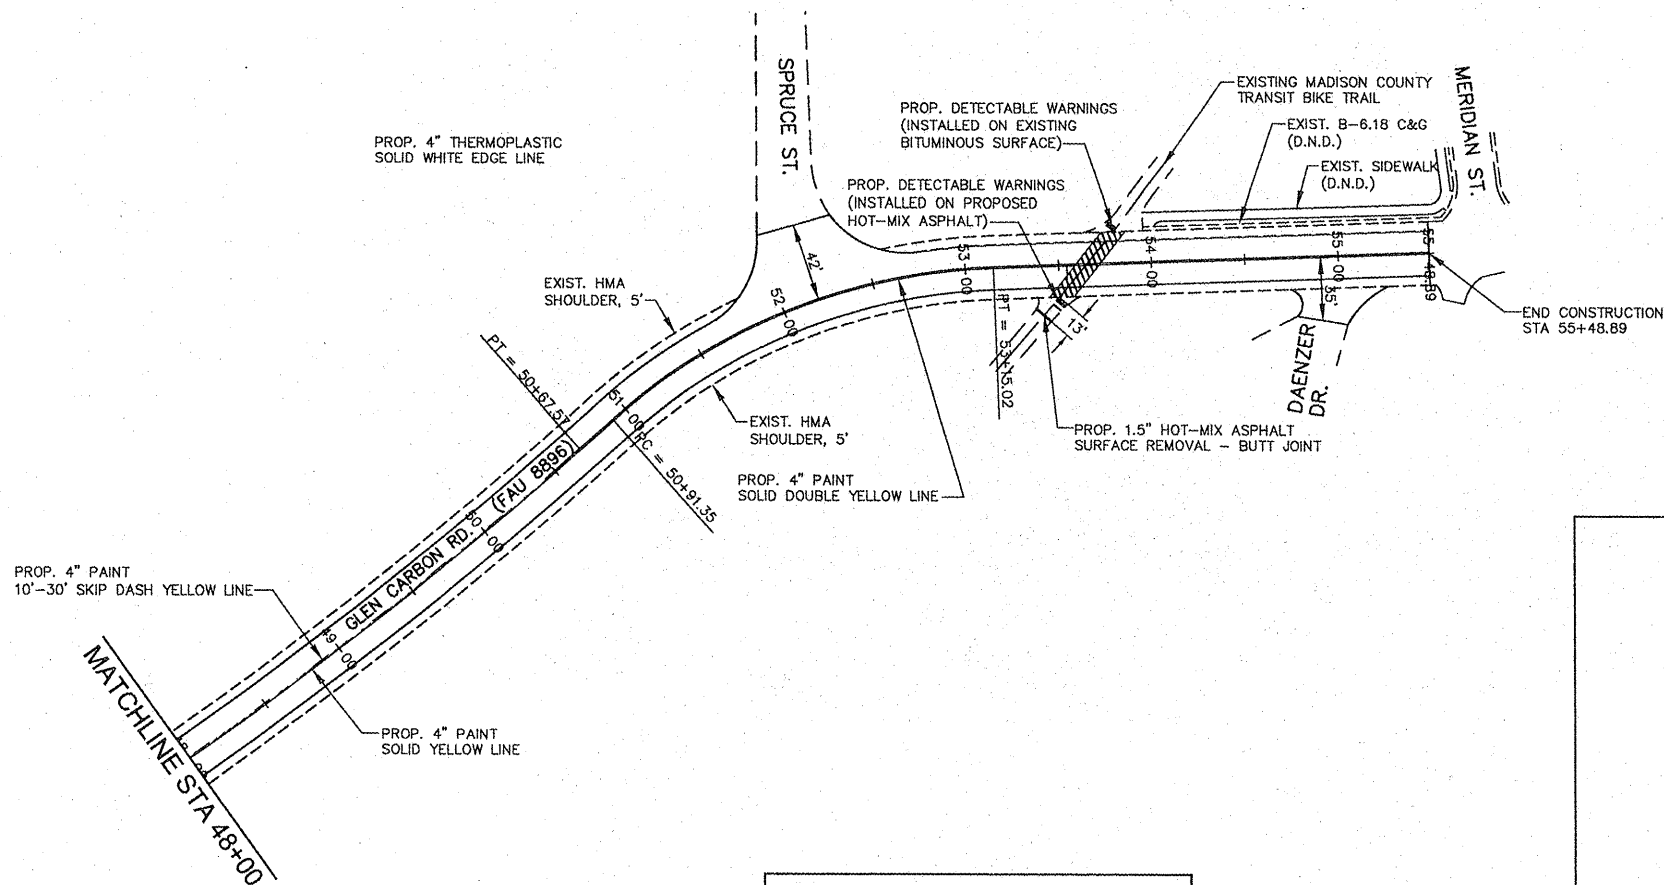 SPRUCE ST.
MERIDIAN ST.
EXISTING MADISON COUNTY
TRANSIT BIKE TRAIL
PROP. DETECTABLE WARNINGS
(INSTALLED ON EXISTING
BITUMINOUS SURFACE)
EXIST. B-6.18 C&G
(D.N.D.)
PROP. 4" THERMOPLASTIC
SOLID WHITE EDGE LINE
EXIST. SIDEWALK
(D.N.D.)
PROP. DETECTABLE WARNINGS
(INSTALLED ON PROPOSED
HOT-MIX ASPHALT)
42'
53+00
54+00
55+00
55+48.89
EXIST. HMA
SHOULDER, 5'
52+00
35'
13'
END CONSTRUCTION
STA 55+48.89
PT = 50+67.57
PT = 53+15.02
DAENZER
DR.
51+00
PRC = 50+91.35
EXIST. HMA
SHOULDER, 5'
PROP. 1.5" HOT-MIX ASPHALT
SURFACE REMOVAL - BUTT JOINT
PROP. 4" PAINT
SOLID DOUBLE YELLOW LINE
GLEN CARBON RD. (FAU 8896)
50+00
PROP. 4" PAINT
10'-30' SKIP DASH YELLOW LINE
49+00
PROP. 4" PAINT
SOLID YELLOW LINE
MATCHLINE STA 48+00